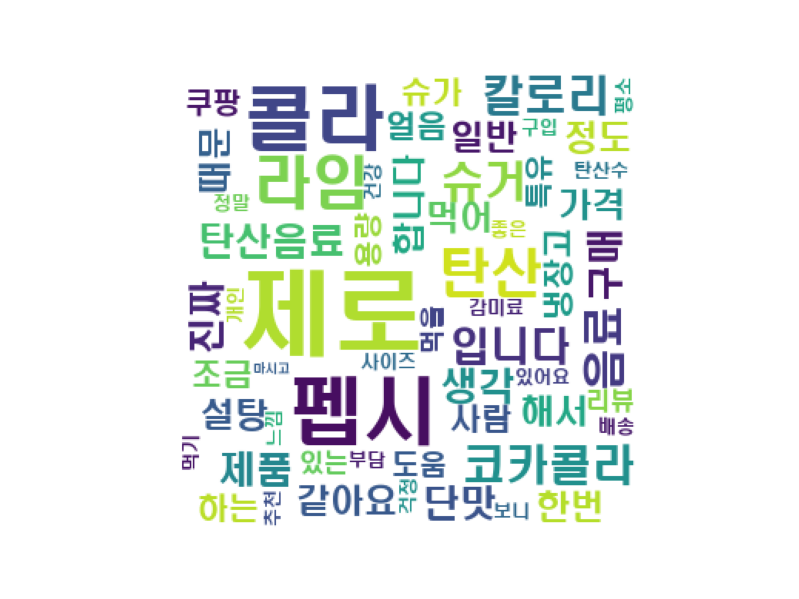 쿠팡
콜라
슈가
칼로리
평소
때문
얼음
일반
구입
정도
라임
건강
합니다
슈거
특유
탄산수
정말
용량
먹어
좋은
가격
탄산음료
탄산
냉장고
구매
진짜
개인
제로
먹을
감미료
입니다
음료
조금
마시고
사이즈
생각
있어요
리뷰
설탕
느낌
펩시
사람
해서
배송
먹기
제품
있는
부담
도움
코카콜라
하는
추천
같아요
걱정
단맛
보니
한번